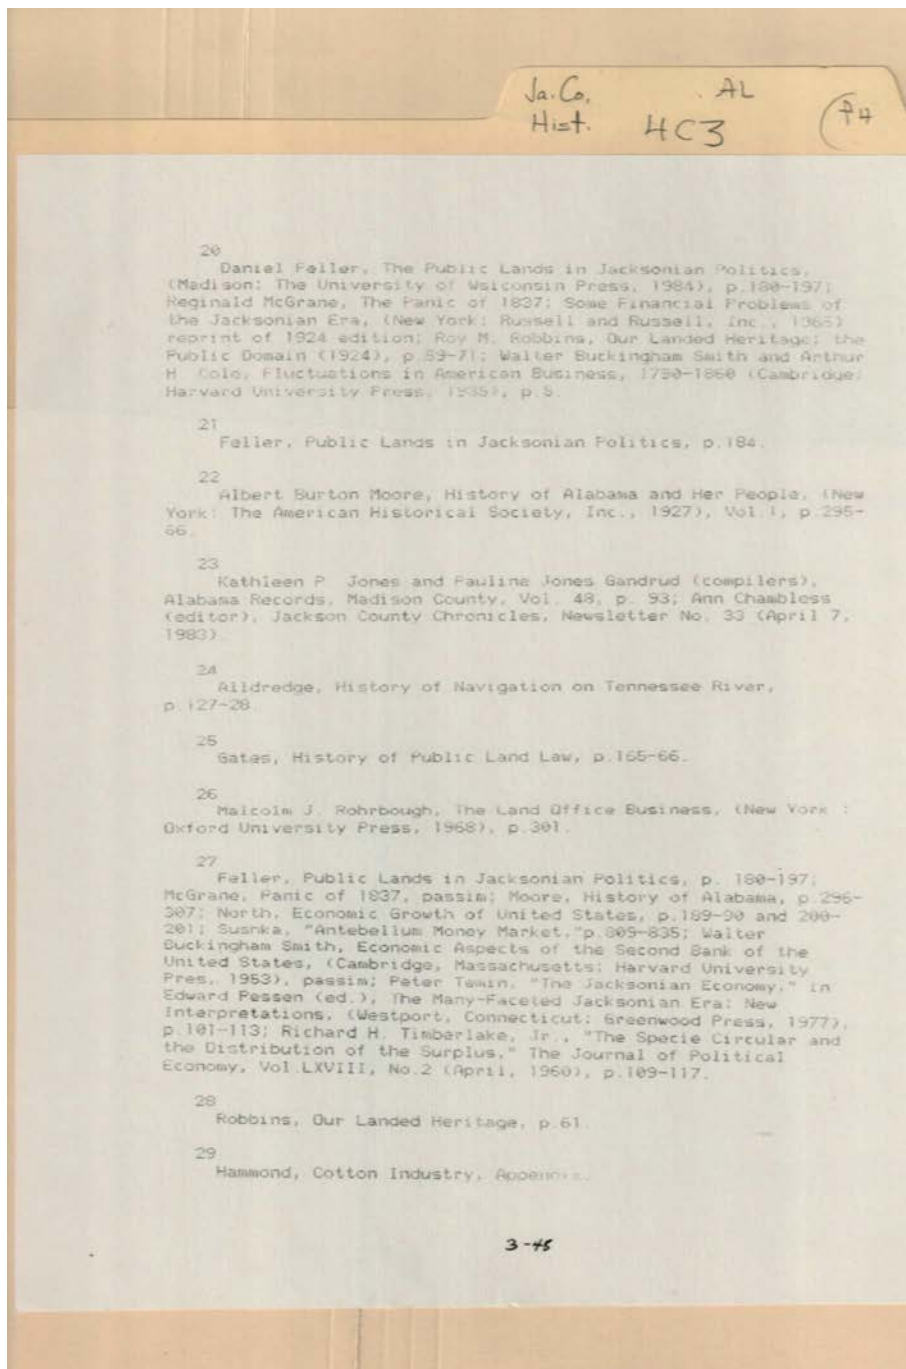 Ja.Co. AL
Hist. 4C3
20
Daniel Feller, The Public Lands in Jacksonian Politics,
(Madison: The University of Wsiconsin Press, 1984), p.180-197;
Reginald McGrane, The Panic of 1837: Some Financial Problems of
the Jacksonian Era, (New York: Russell and Russell, Inc., 1965)
reprint of 1924 edition; Roy M. Robbins, Our Landed Heritage: the
Public Domain (1924), p.59-71; Walter Buckingham Smith and Arthur
H. Cole, Fluctuations in American Business, 1790-1860 (Cambridge:
Harvard University Press, 1935), p.5.
21
Feller, Public Lands in Jacksonian Politics, p.184.
22
Albert Burton Moore, History of Alabama and Her People, (New
York: The American Historical Society, Inc., 1927), Vol.I, p.295-
66.
23
Kathleen P. Jones and Pauline Jones Gandrud (compilers),
Alabama Records, Madison County, Vol. 48, p. 93; Ann Chambless
(editor), Jackson County Chronicles, Newsletter No. 33 (April 7,
1983).
24
Alldredge, History of Navigation on Tennessee River,
p.127-28.
25
Gates, History of Public Land Law, p.165-66.
26
Malcolm J. Rohrbough, The Land Office Business, (New York :
Oxford University Press, 1968), p.301.
27
Feller, Public Lands in Jacksonian Politics, p. 180-197;
McGrane, Panic of 1837, passim; Moore, History of Alabama, p.296-
307; North, Economic Growth of United States, p.189-90 and 200-
201; Sushka, "Antebellum Money Market,"p.809-835; Walter
Buckingham Smith, Economic Aspects of the Second Bank of the
United States, (Cambridge, Massachusetts: Harvard University
Pres, 1953), passim; Peter Temin, "The Jacksonian Economy," in
Edward Pessen (ed.), The Many-Faceted Jacksonian Era: New
Interpretations, (Westport, Connecticut: Greenwood Press, 1977),
p.101-113; Richard H. Timberlake, Jr., "The Specie Circular and
the Distribution of the Surplus," The Journal of Political
Economy, Vol.LXVIII, No.2 (April, 1960), p.109-117.
28
Robbins, Our Landed Heritage, p.61.
29
Hammond, Cotton Industry, Appendix.
3-45